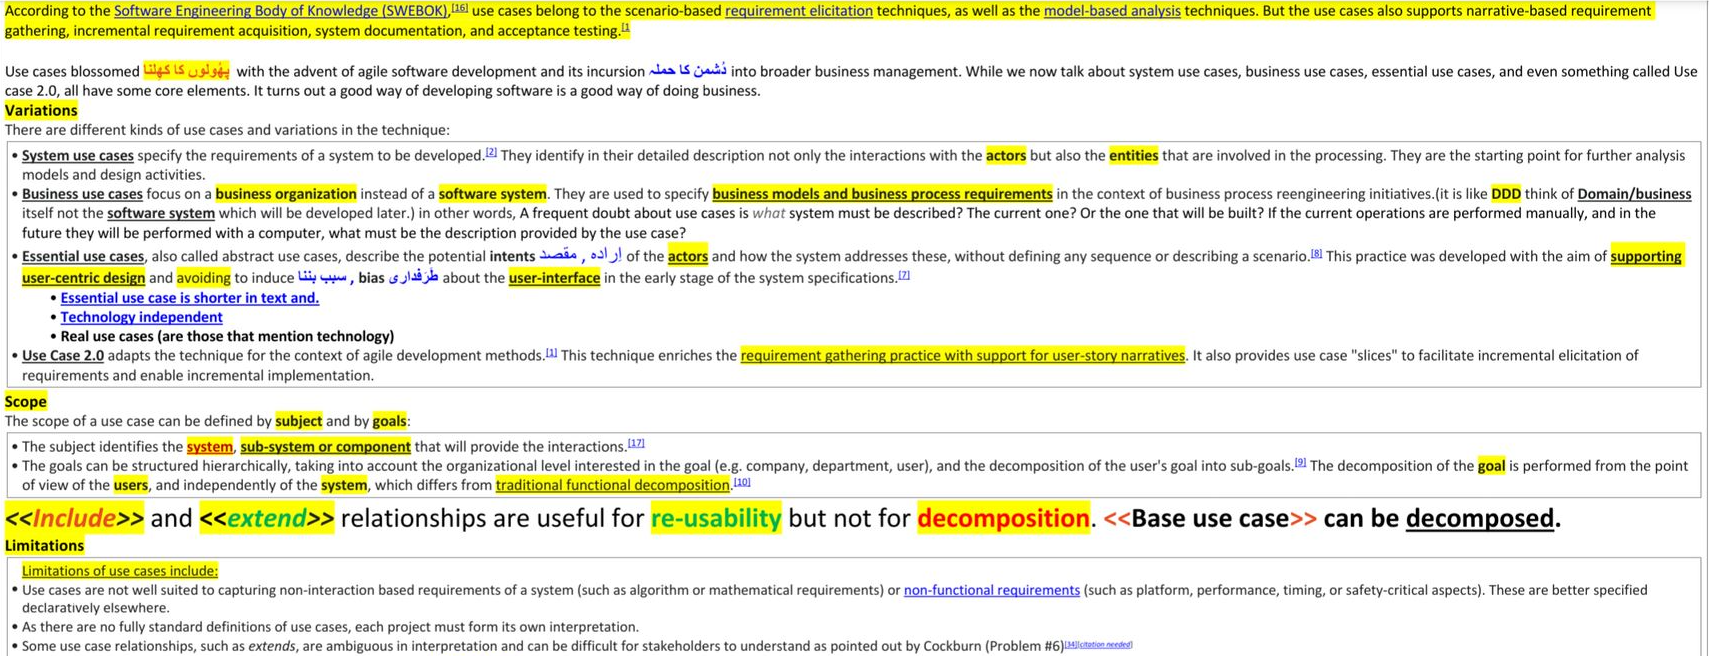 According to the Software Engineering Body of Knowledge (SWEBOK),[16] use cases belong to the scenario-based requirement elicitation techniques, as well as the model-based analysis techniques. But the use cases also supports narrative-based requirement
gathering, incremental requirement acquisition, system documentation, and acceptance testing.[1
Use cases blossomed پھُولوں کا کھِلنا with the advent of agile software development and its incursion دُشمن کا حملہ into broader business management. While we now talk about system use cases, business use cases, essential use cases, and even something called Use
case 2.0, all have some core elements. It turns out a good way of developing software is a good way of doing business.
Variations
There are different kinds of use cases and variations in the technique:
• System use cases specify the requirements of a system to be developed.[2] They identify in their detailed description not only the interactions with the actors but also the entities that are involved in the processing. They are the starting point for further analysis
models and design activities.
• Business use cases focus on a business organization instead of a software system. They are used to specify business models and business process requirements in the context of business process reengineering initiatives.(it is like DDD think of Domain/business
itself not the software system which will be developed later.) in other words, A frequent doubt about use cases is what system must be described? The current one? Or the one that will be built? If the current operations are performed manually, and in the
future they will be performed with a computer, what must be the description provided by the use case?
• Essential use cases, also called abstract use cases, describe the potential intents اِرادہ , مقصد of the actors and how the system addresses these, without defining any sequence or describing a scenario.[8] This practice was developed with the aim of supporting
user-centric design and avoiding to induce سبب بننا , bias طَرَفداری about the user-interface in the early stage of the system specifications.[7]
• Essential use case is shorter in text and.
• Technology independent
• Real use cases (are those that mention technology)
• Use Case 2.0 adapts the technique for the context of agile development methods.[1] This technique enriches the requirement gathering practice with support for user-story narratives. It also provides use case "slices" to facilitate incremental elicitation of
requirements and enable incremental implementation.
Scope
The scope of a use case can be defined by subject and by goals:
• The subject identifies the system, sub-system or component that will provide the interactions.[17]
• The goals can be structured hierarchically, taking into account the organizational level interested in the goal (e.g. company, department, user), and the decomposition of the user's goal into sub-goals.[9] The decomposition of the goal is performed from the point
of view of the users, and independently of the system, which differs from traditional functional decomposition.[10]
<<Include>> and <<extend>> relationships are useful for re-usability but not for decomposition. <<Base use case>> can be decomposed.
Limitations
Limitations of use cases include:
• Use cases are not well suited to capturing non-interaction based requirements of a system (such as algorithm or mathematical requirements) or non-functional requirements (such as platform, performance, timing, or safety-critical aspects). These are better specified
declaratively elsewhere.
• As there are no fully standard definitions of use cases, each project must form its own interpretation.
• Some use case relationships, such as extends, are ambiguous in interpretation and can be difficult for stakeholders to understand as pointed out by Cockburn (Problem #6)[34][citation needed]